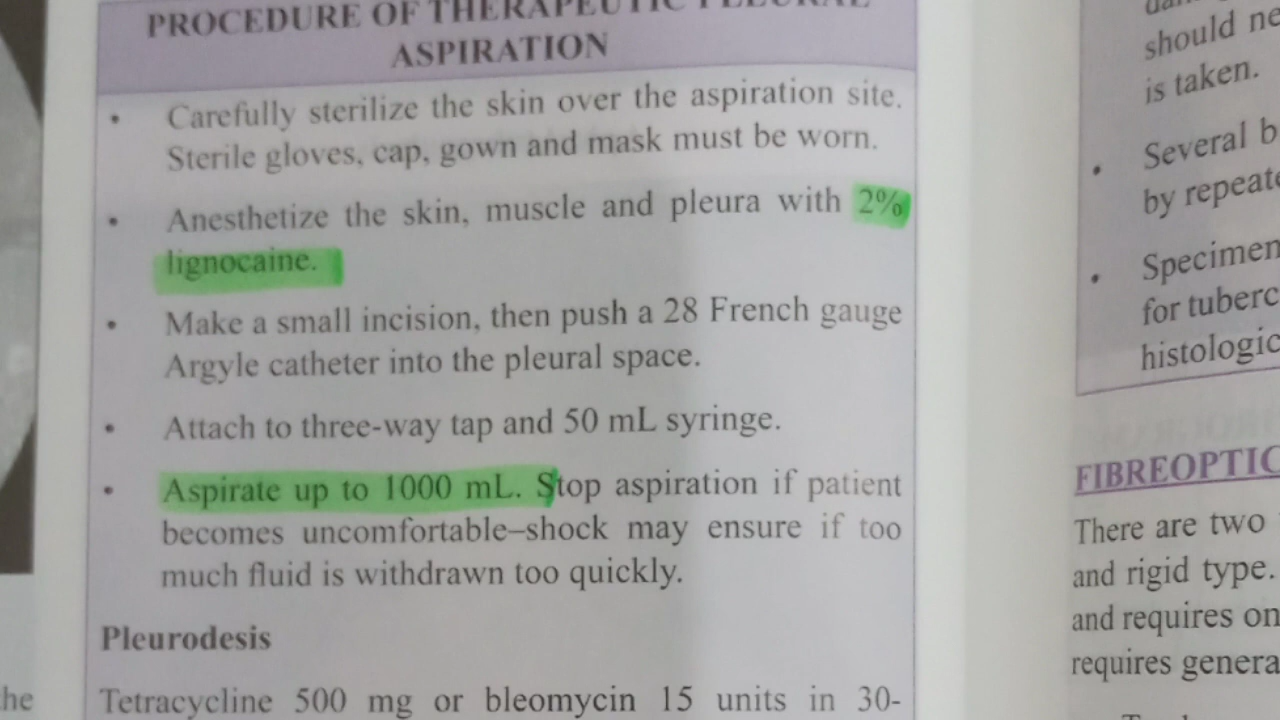 PROCEDURE OF THERAPEUTIC PLEURAL
ASPIRATION
• Carefully sterilize the skin over the aspiration site.
Sterile gloves, cap, gown and mask must be worn.
• Anesthetize the skin, muscle and pleura with 2%
lignocaine.
• Make a small incision, then push a 28 French gauge
Argyle catheter into the pleural space.
• Attach to three-way tap and 50 mL syringe.
• Aspirate up to 1000 mL. Stop aspiration if patient
becomes uncomfortable–shock may ensure if too
much fluid is withdrawn too quickly.
Pleurodesis
Tetracycline 500 mg or bleomycin 15 units in 30-
should ne
is taken.
• Several b
by repeate
• Specimen
for tuberc
histologic
FIBREOPTIC
There are two
and rigid type.
and requires on
requires genera